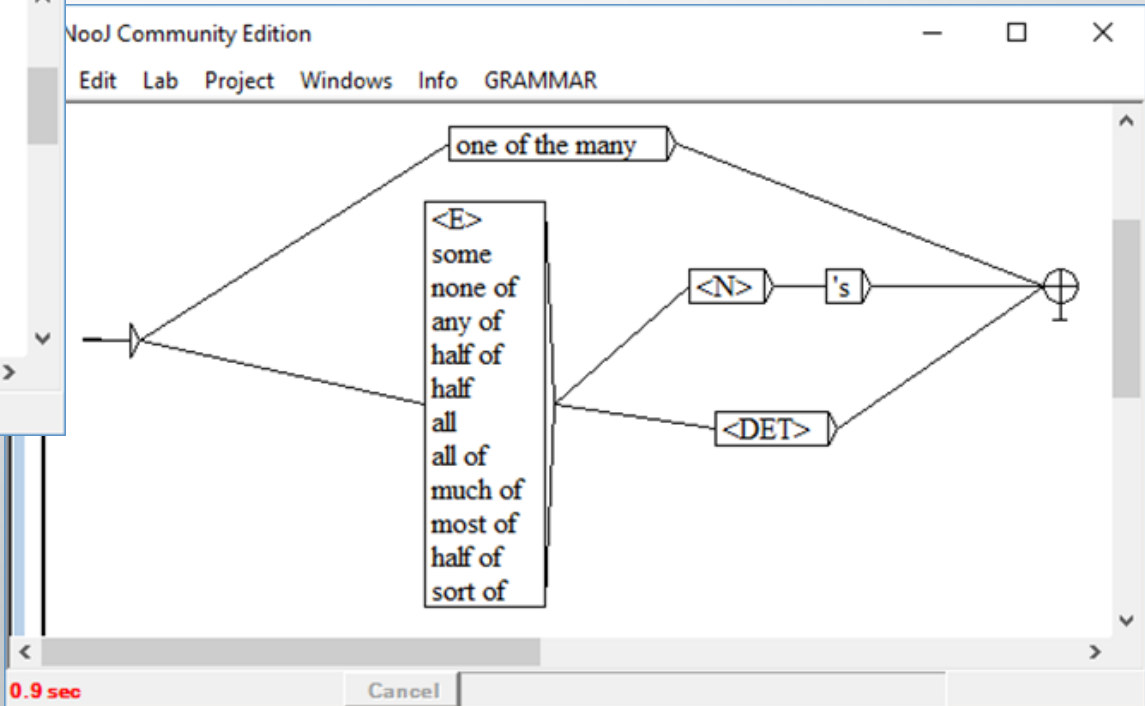 NooJ Community Edition
Edit Lab Project Windows Info GRAMMAR
one of the many
<E>
some
none of
any of
half of
half
all
all of
much of
most of
half of
sort of
<N> 's
<DET>
0.9 sec Cancel